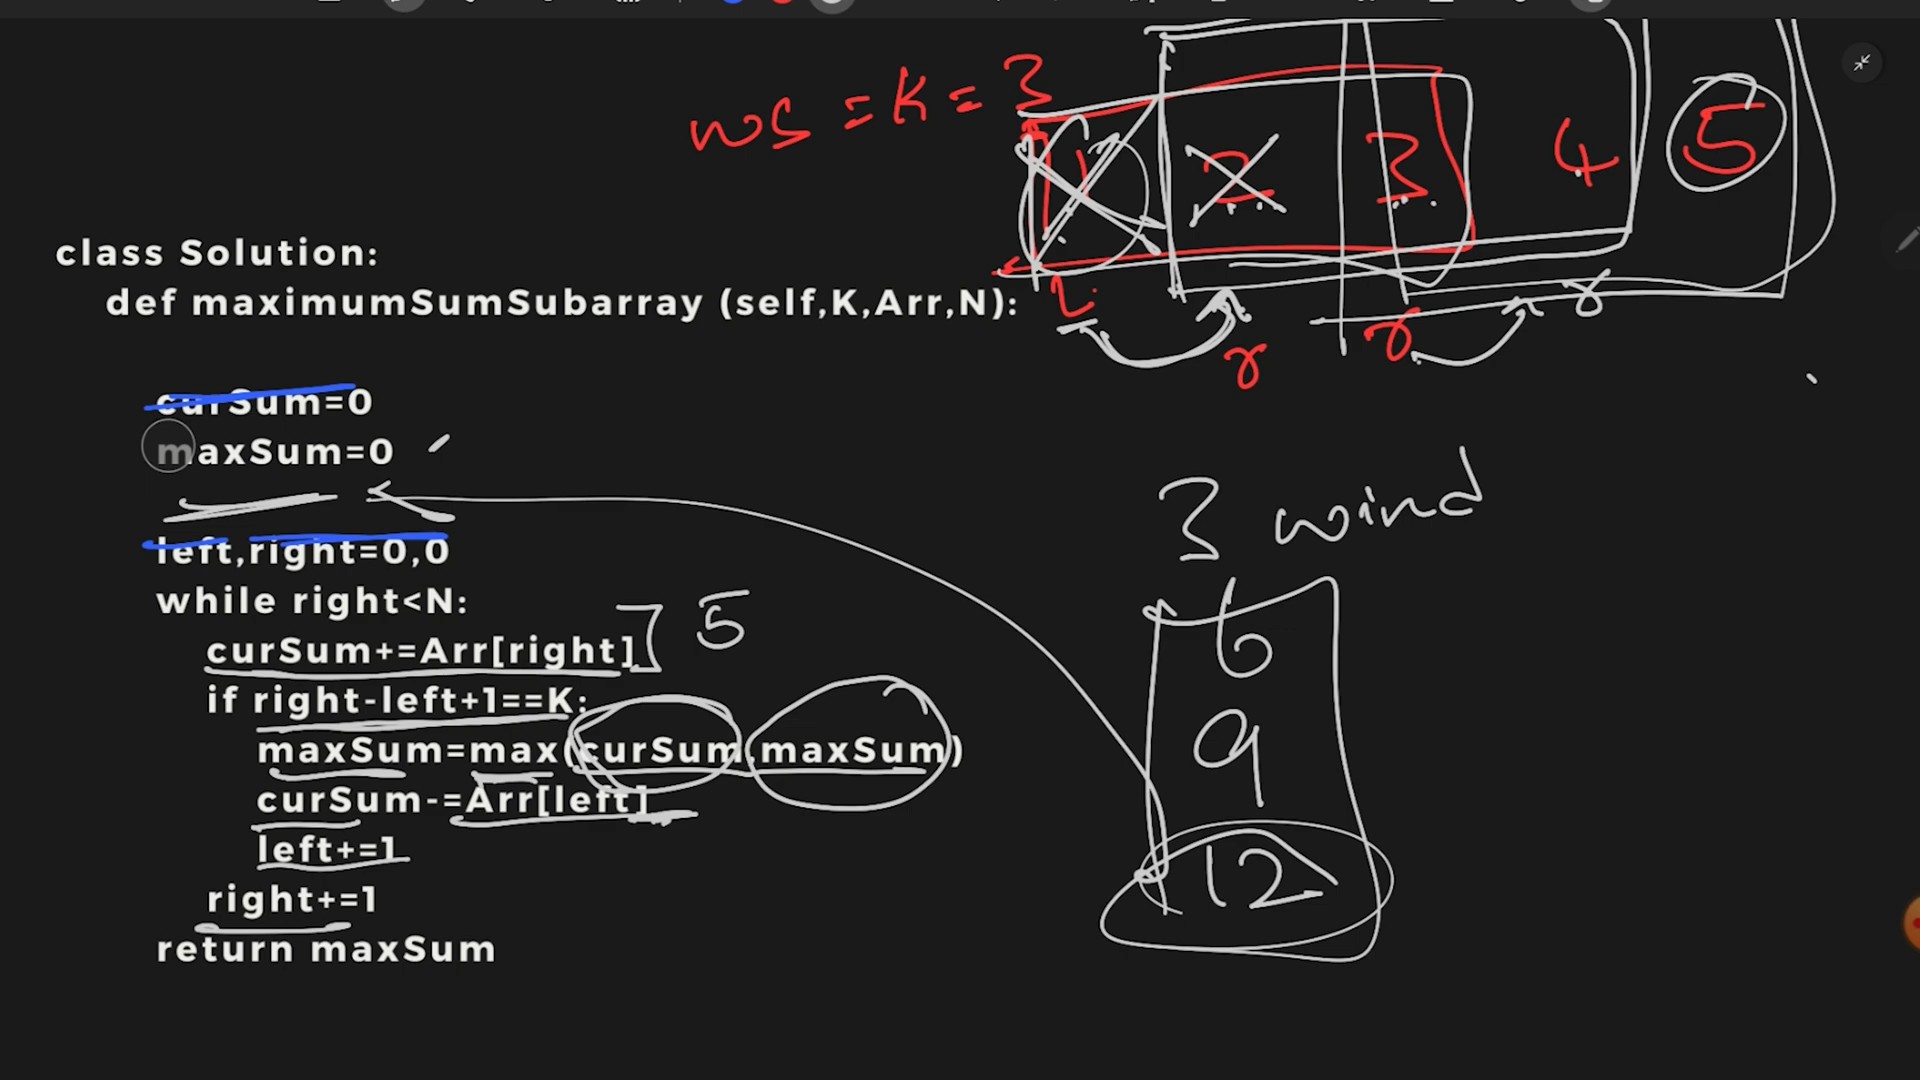 ws = K = 3
1 2 3 4 5
class Solution:
def maximumSumSubarray (self,K,Arr,N):
L r r r
curSum=0
maxSum=0
3 wind
left,right=0,0
while right<N:
5
curSum+=Arr[right]
6
if right-left+1==K:
maxSum=max(curSum,maxSum)
9
curSum-=Arr[left]
left+=1
12
right+=1
return maxSum